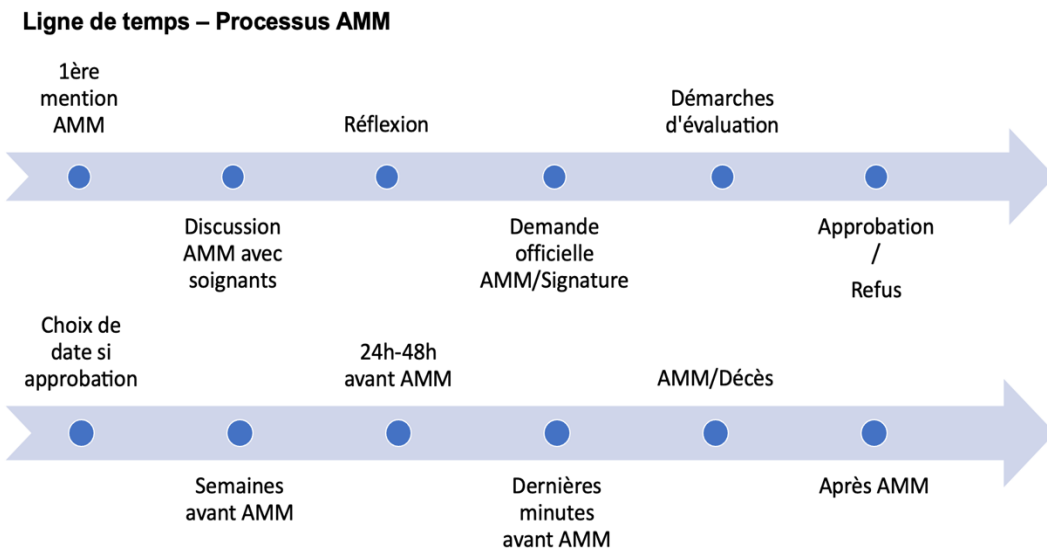 Ligne de temps – Processus AMM
1ère
mention
AMM
Discussion
AMM avec
soignants
Réflexion
Demande
officielle
AMM/Signature
Démarches
d'évaluation
Approbation
/
Refus
Choix de
date si
approbation
Semaines
avant AMM
24h-48h
avant AMM
Dernières
minutes
avant AMM
AMM/Décès
Après AMM